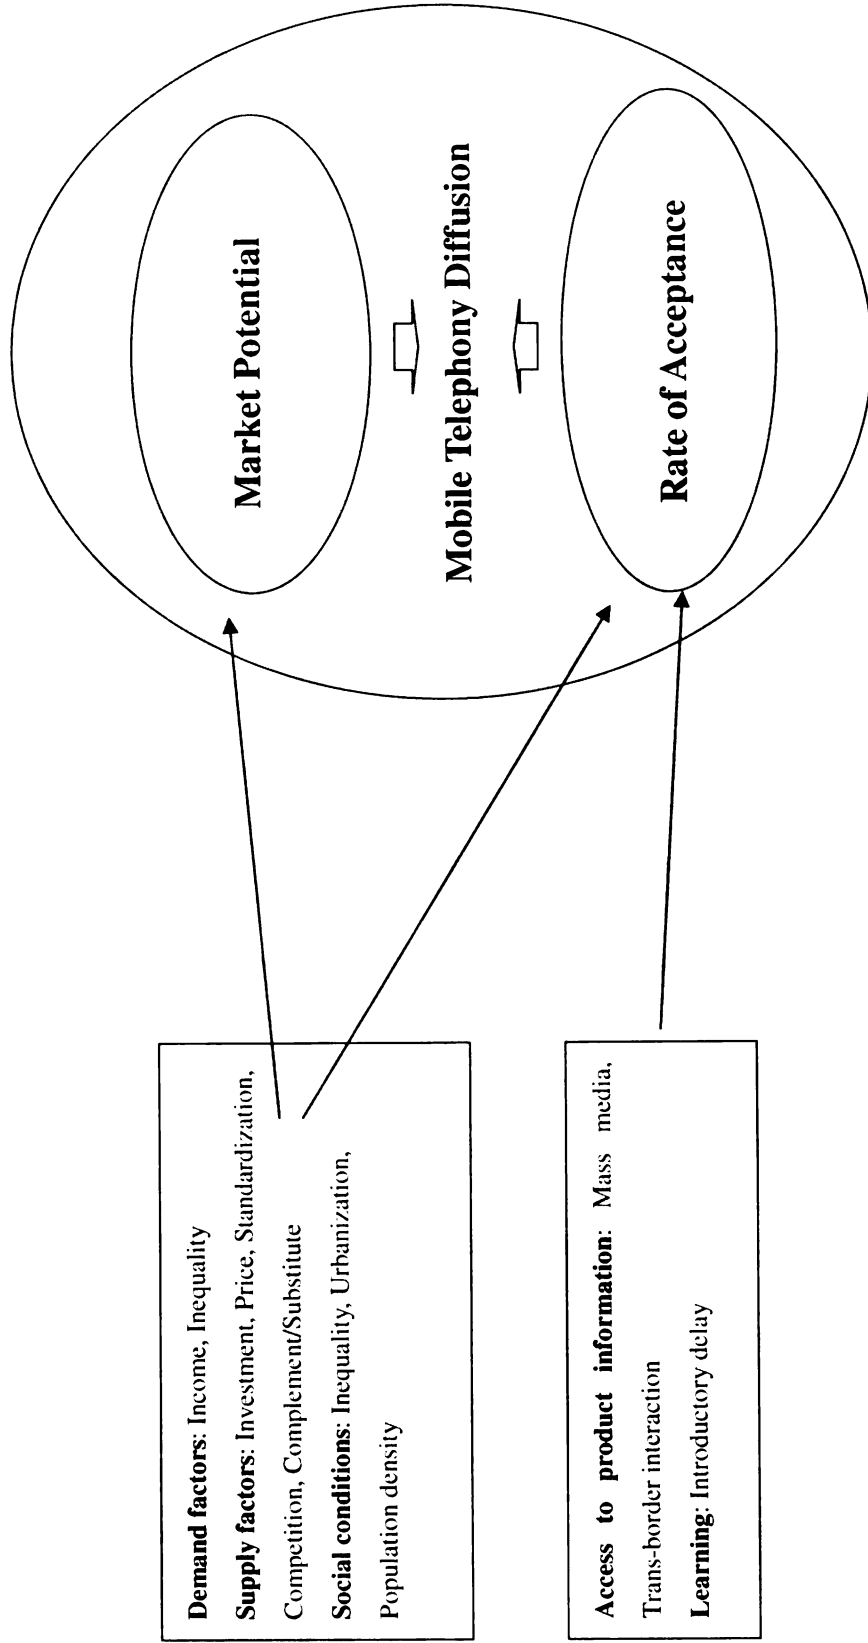 Demand factors: Income, Inequality
Supply factors: Investment, Price, Standardization,
Competition, Complement/Substitute
Social conditions: Inequality, Urbanization,
Population density
Access to product information: Mass media,
Trans-border interaction
Learning: Introductory delay
Market Potential
Mobile Telephony Diffusion
Rate of Acceptance